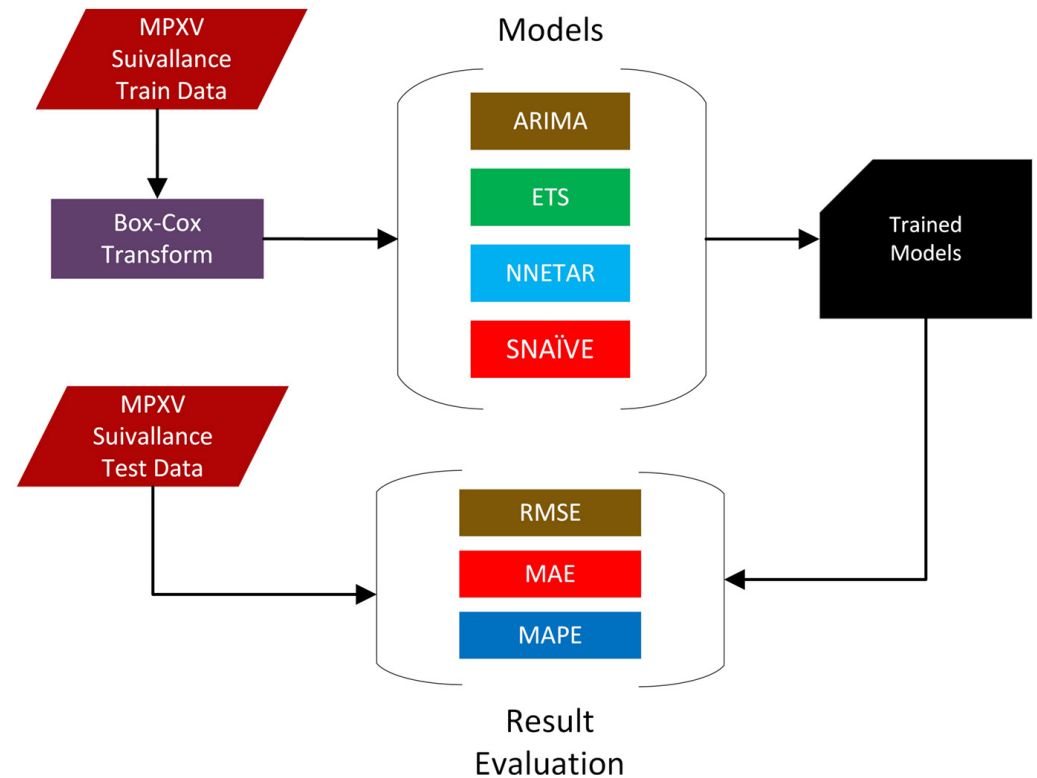 MPXV
Suivallance
Train Data
Models
ARIMA
ETS
NNETAR
SNAÏVE
Box-Cox
Transform
Trained
Models
MPXV
Suivallance
Test Data
RMSE
MAE
MAPE
Result
Evaluation